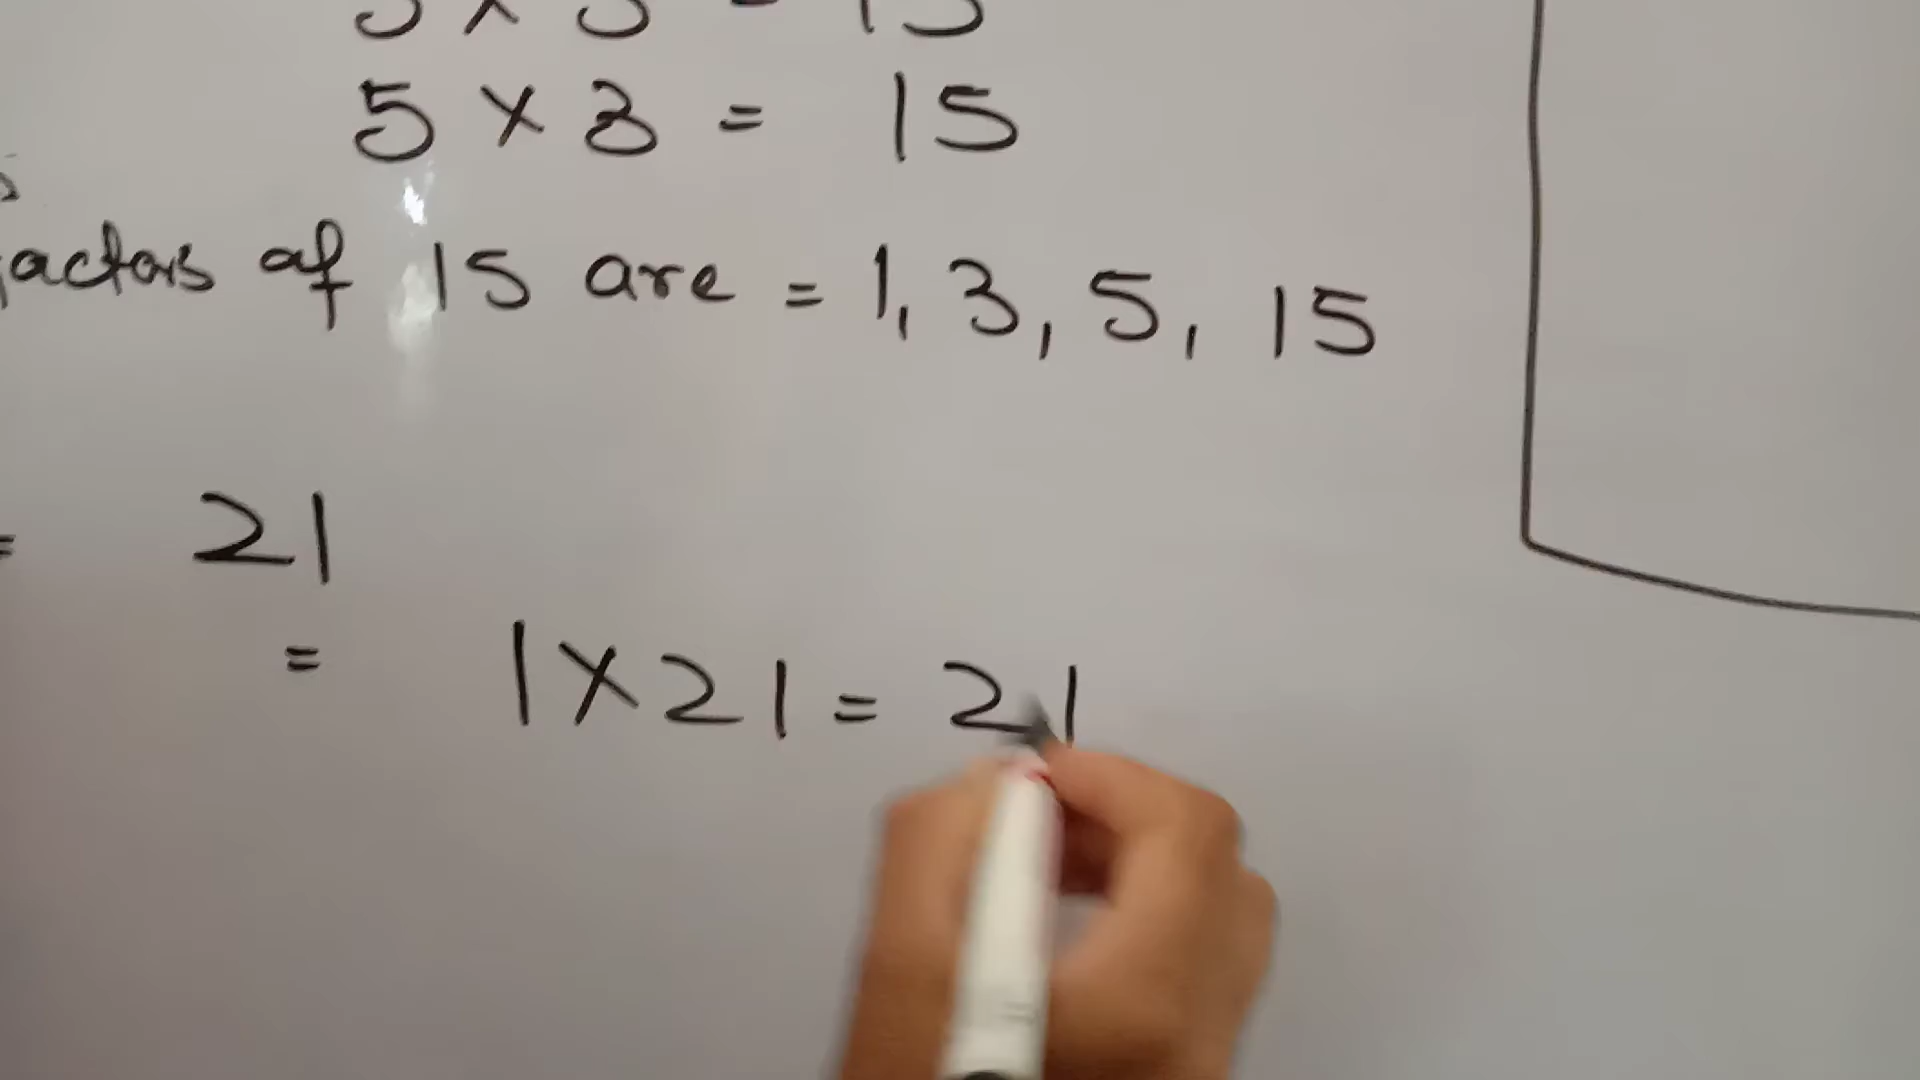 5 × 3 = 15
factors of 15 are = 1, 3, 5, 15
= 21
= 1 × 21 = 21